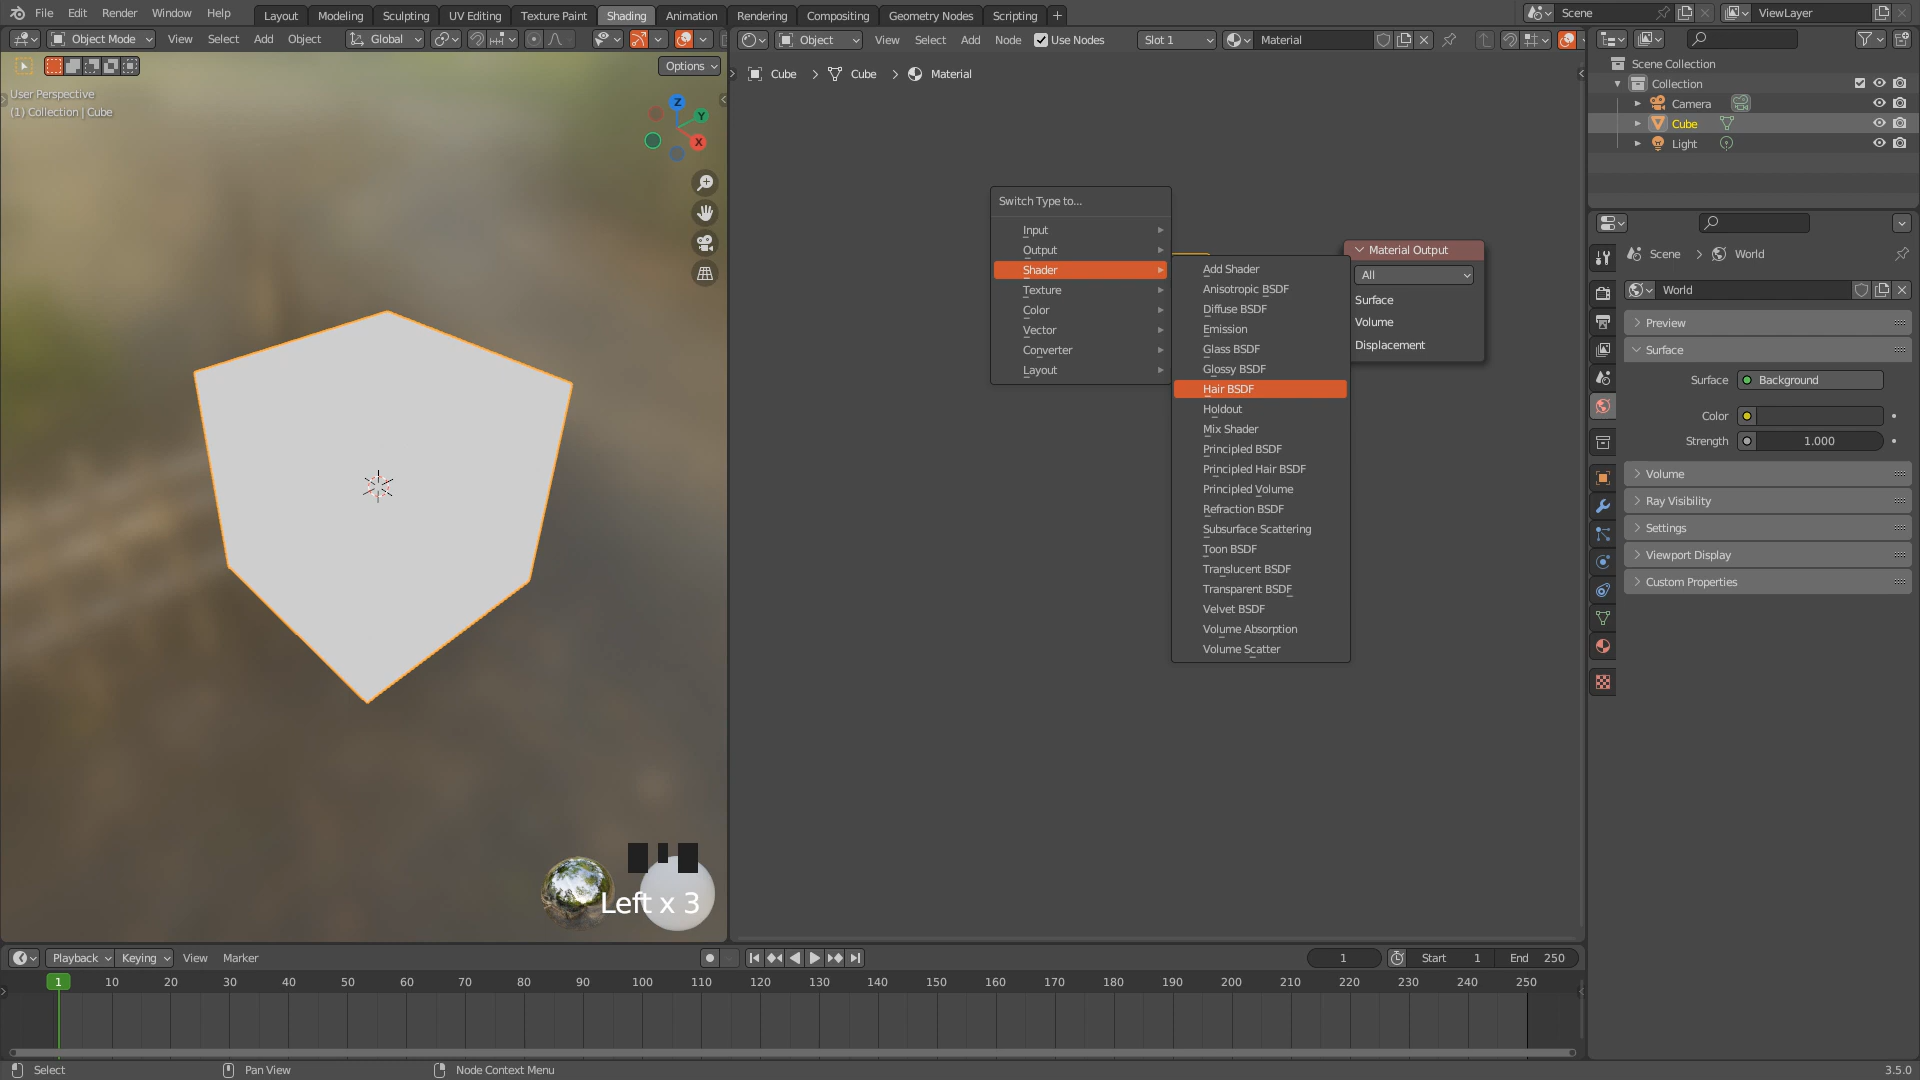 File Edit Render Window Help
Layout Modeling Sculpting UV Editing Texture Paint Shading Animation Rendering Compositing Geometry Nodes Scripting +
Scene
ViewLayer
Object Mode View Select Add Object Global
Options
Object View Select Add Node Use Nodes Slot 1 Material
Cube > Cube > Material
User Perspective
(1) Collection | Cube
Z
Y
X
Switch Type to...
Input
Output
Shader
Texture
Color
Vector
Converter
Layout
Add Shader
Anisotropic BSDF
Diffuse BSDF
Emission
Glass BSDF
Glossy BSDF
Hair BSDF
Holdout
Mix Shader
Principled BSDF
Principled Hair BSDF
Principled Volume
Refraction BSDF
Subsurface Scattering
Toon BSDF
Translucent BSDF
Transparent BSDF
Velvet BSDF
Volume Absorption
Volume Scatter
Material Output
All
Surface
Volume
Displacement
Scene Collection
Collection
Camera
Cube
Light
Scene > World
World
Preview
Surface
Surface Background
Color
Strength 1.000
Volume
Ray Visibility
Settings
Viewport Display
Custom Properties
Left x 3
Playback Keying View Marker
1
Start 1
End 250
1 10 20 30 40 50 60 70 80 90 100 110 120 130 140 150 160 170 180 190 200 210 220 230 240 250
Select
Pan View
Node Context Menu
3.5.0